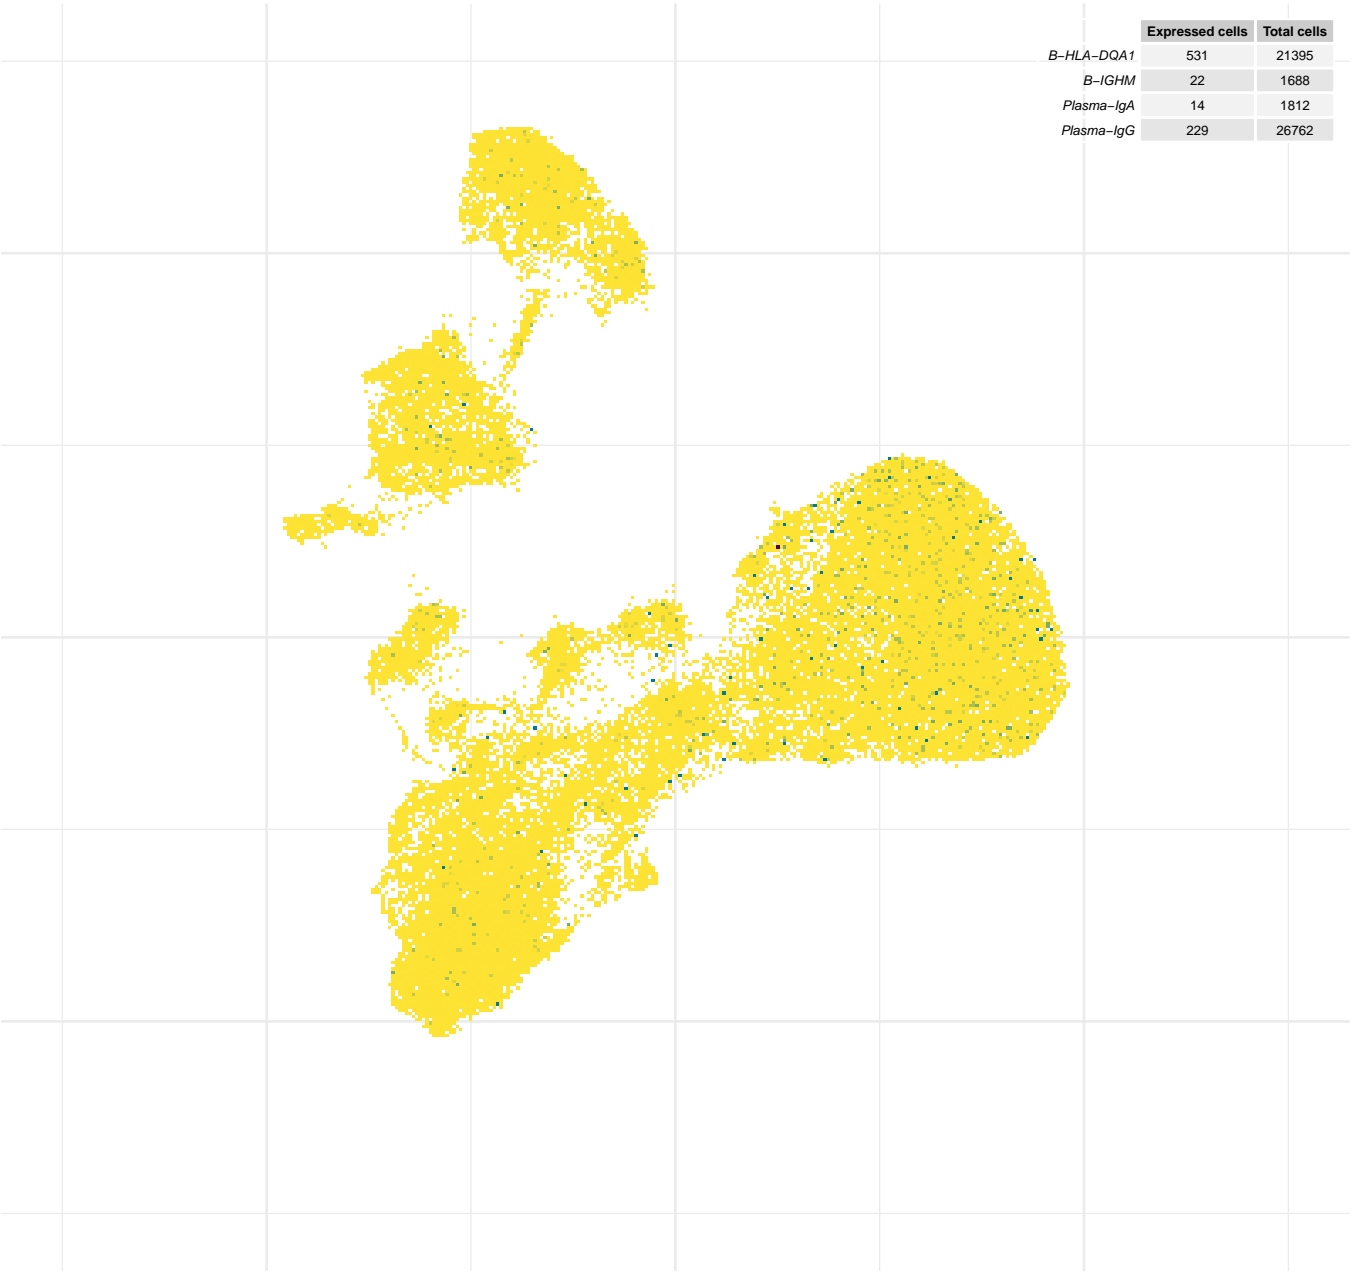 Expressed cells Total cells
B−HLA−DQA1 531 21395
B−IGHM 22 1688
Plasma−IgA 14 1812
Plasma−IgG 229 26762